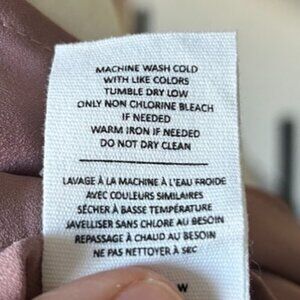 MACHINE WASH COLD
WITH LIKE COLORS
TUMBLE DRY LOW
ONLY NON CHLORINE BLEACH
IF NEEDED
WARM IRON IF NEEDED
DO NOT DRY CLEAN
LAVAGE À LA MACHINE À L'EAU FROIDE
AVEC COULEURS SIMILAIRES
SÉCHER À BASSE TEMPÉRATURE
JAVELLISER SANS CHLORE AU BESOIN
REPASSAGE À CHAUD AU BESOIN
NE PAS NETTOYER À SEC